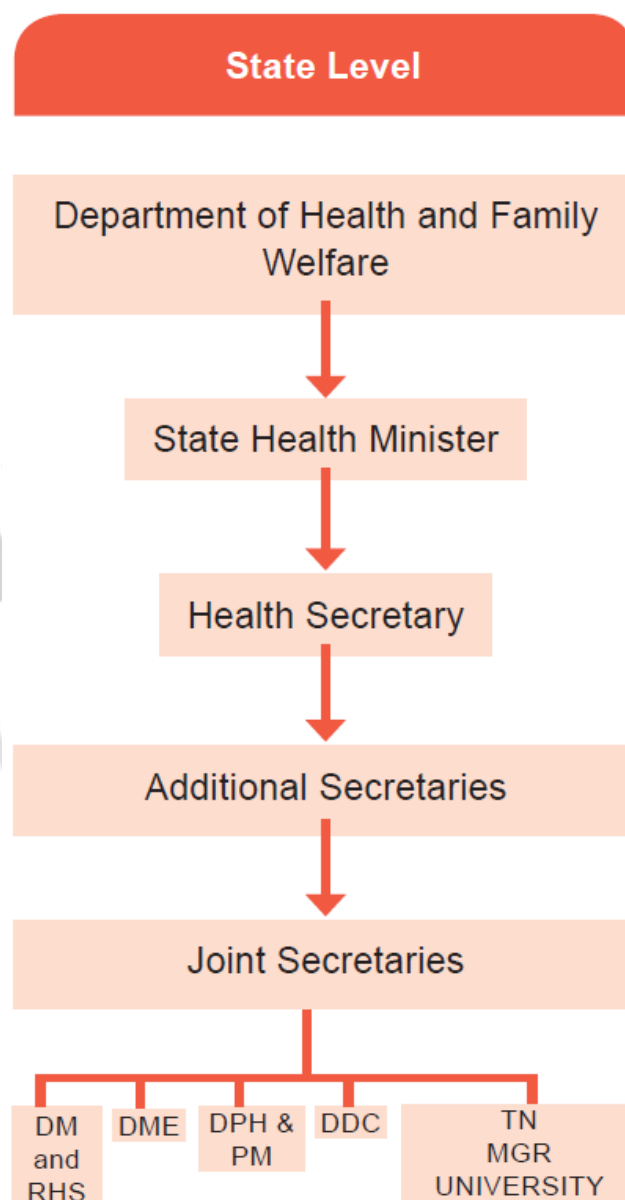 State Level
Department of Health and Family
Welfare
State Health Minister
Health Secretary
Additional Secretaries
Joint Secretaries
DM
and
RHS
DME
DPH &
PM
DDC
TN
MGR
UNIVERSITY